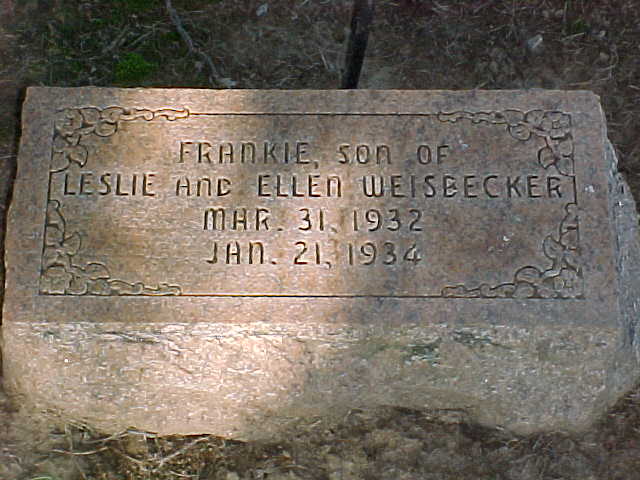 FRANKIE, SON OF
LESLIE AND ELLEN WEISBECKER
MAR. 31, 1932
JAN. 21, 1934